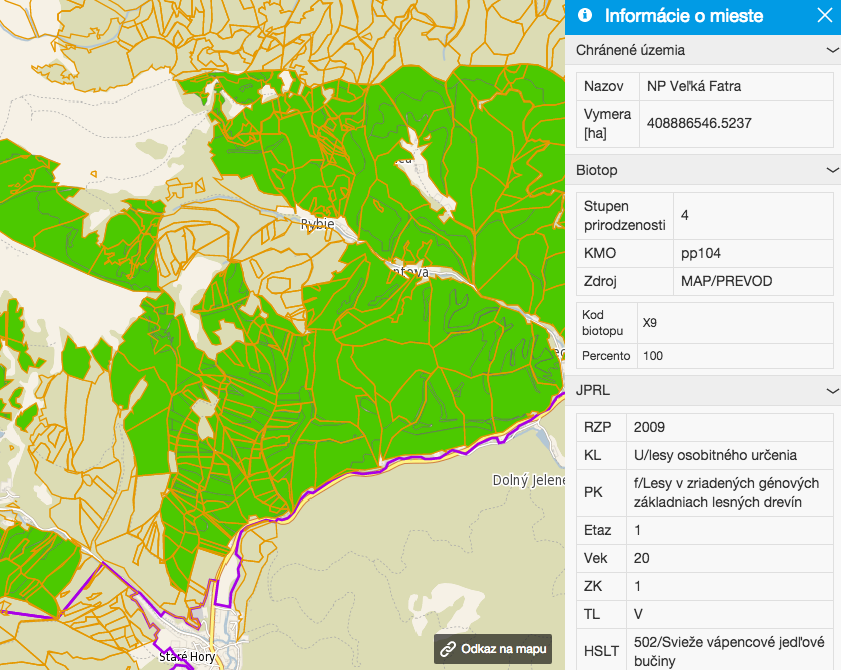 Rybie
Dolný Jelene
Staré Hory
Odkaz na mapu
Informácie o mieste
Chránené územia
Nazov NP Veľká Fatra
Vymera
[ha] 408886546.5237
Biotop
Stupen
prirodzenosti 4
KMO pp104
Zdroj MAP/PREVOD
Kod
biotopu X9
Percento 100
JPRL
RZP 2009
KL U/lesy osobitného určenia
PK f/Lesy v zriadených génových
základniach lesných drevín
Etaz 1
Vek 20
ZK 1
TL V
HSLT 502/Svieže vápencové jedľové
bučiny